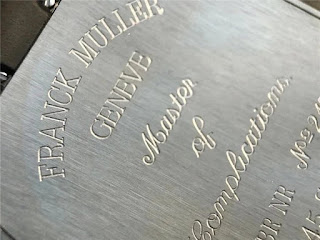 FRANCK MULLER
GENEVE
Master
of
Complications